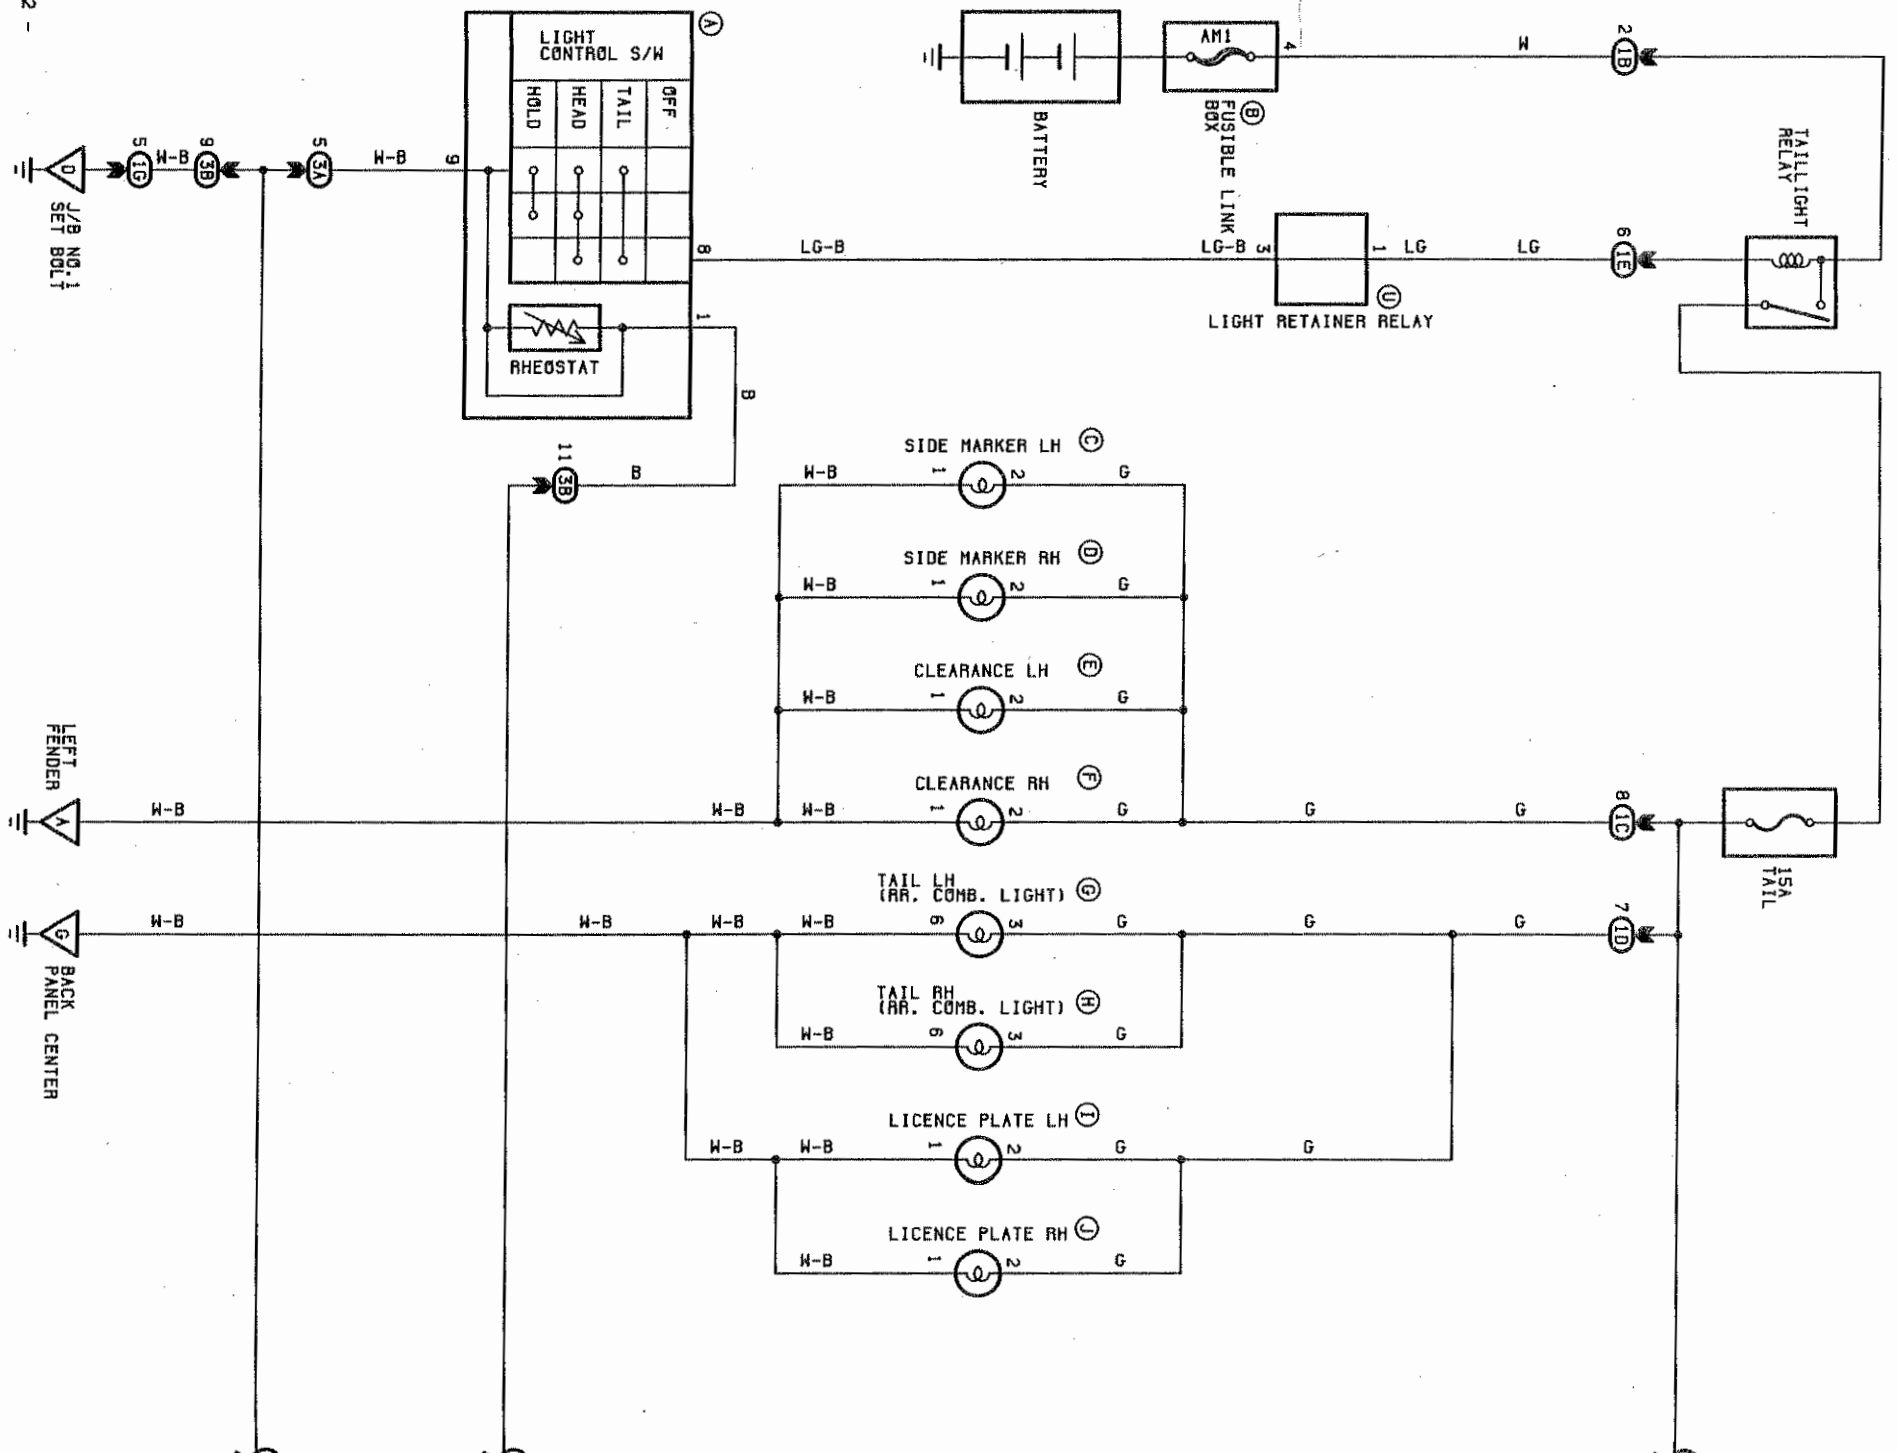 2 -
A
LIGHT
CONTROL S/W
HOLD
HEAD
TAIL
OFF
9
8
1
RHEOSTAT
B
B
11
3B
W-B
5
3A
9
3B
W-B
5
1G
D
J/B NO.1
SET BOLT
BATTERY
AM1
4
B
FUSIBLE LINK
BOX
W
2
1B
TAILLIGHT
RELAY
LG-B
LG-B
3
1
LG
LG
6
1E
U
LIGHT RETAINER RELAY
SIDE MARKER LH
C
W-B
1
2
G
SIDE MARKER RH
D
W-B
1
2
G
CLEARANCE LH
E
W-B
1
2
G
CLEARANCE RH
F
LEFT
FENDER
A
W-B
W-B
W-B
1
2
G
G
G
8
1C
15A
TAIL
TAIL LH
(RR. COMB. LIGHT)
G
BACK
PANEL CENTER
G
W-B
W-B
W-B
W-B
6
3
G
G
G
7
1D
TAIL RH
(RR. COMB. LIGHT)
H
W-B
6
3
G
LICENCE PLATE LH
I
W-B
W-B
1
2
G
G
LICENCE PLATE RH
J
W-B
1
2
G